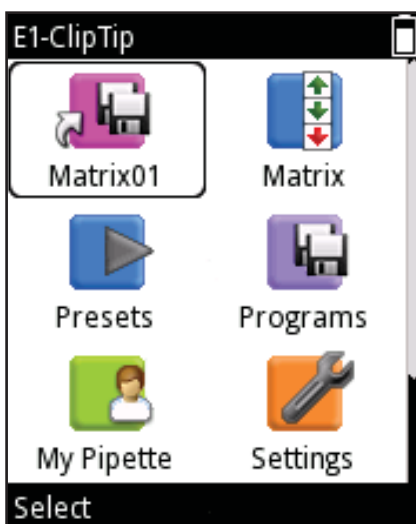 E1-ClipTip
Matrix01 Matrix
Presets Programs
My Pipette Settings
Select